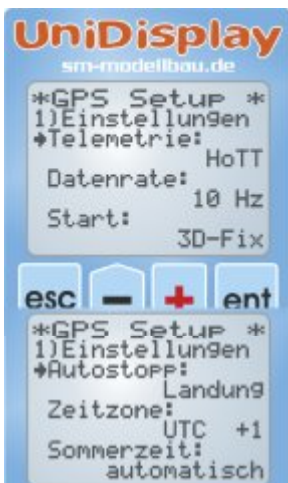 UniDisplay
sm-modellbau.de
*GPS Setup *
1)Einstellungen
→Telemetrie:
HoTT
Datenrate:
10 Hz
Start:
3D-Fix
esc − + ent
*GPS Setup *
1)Einstellungen
→Autostopp:
Landung
Zeitzone:
UTC +1
Sommerzeit:
automatisch